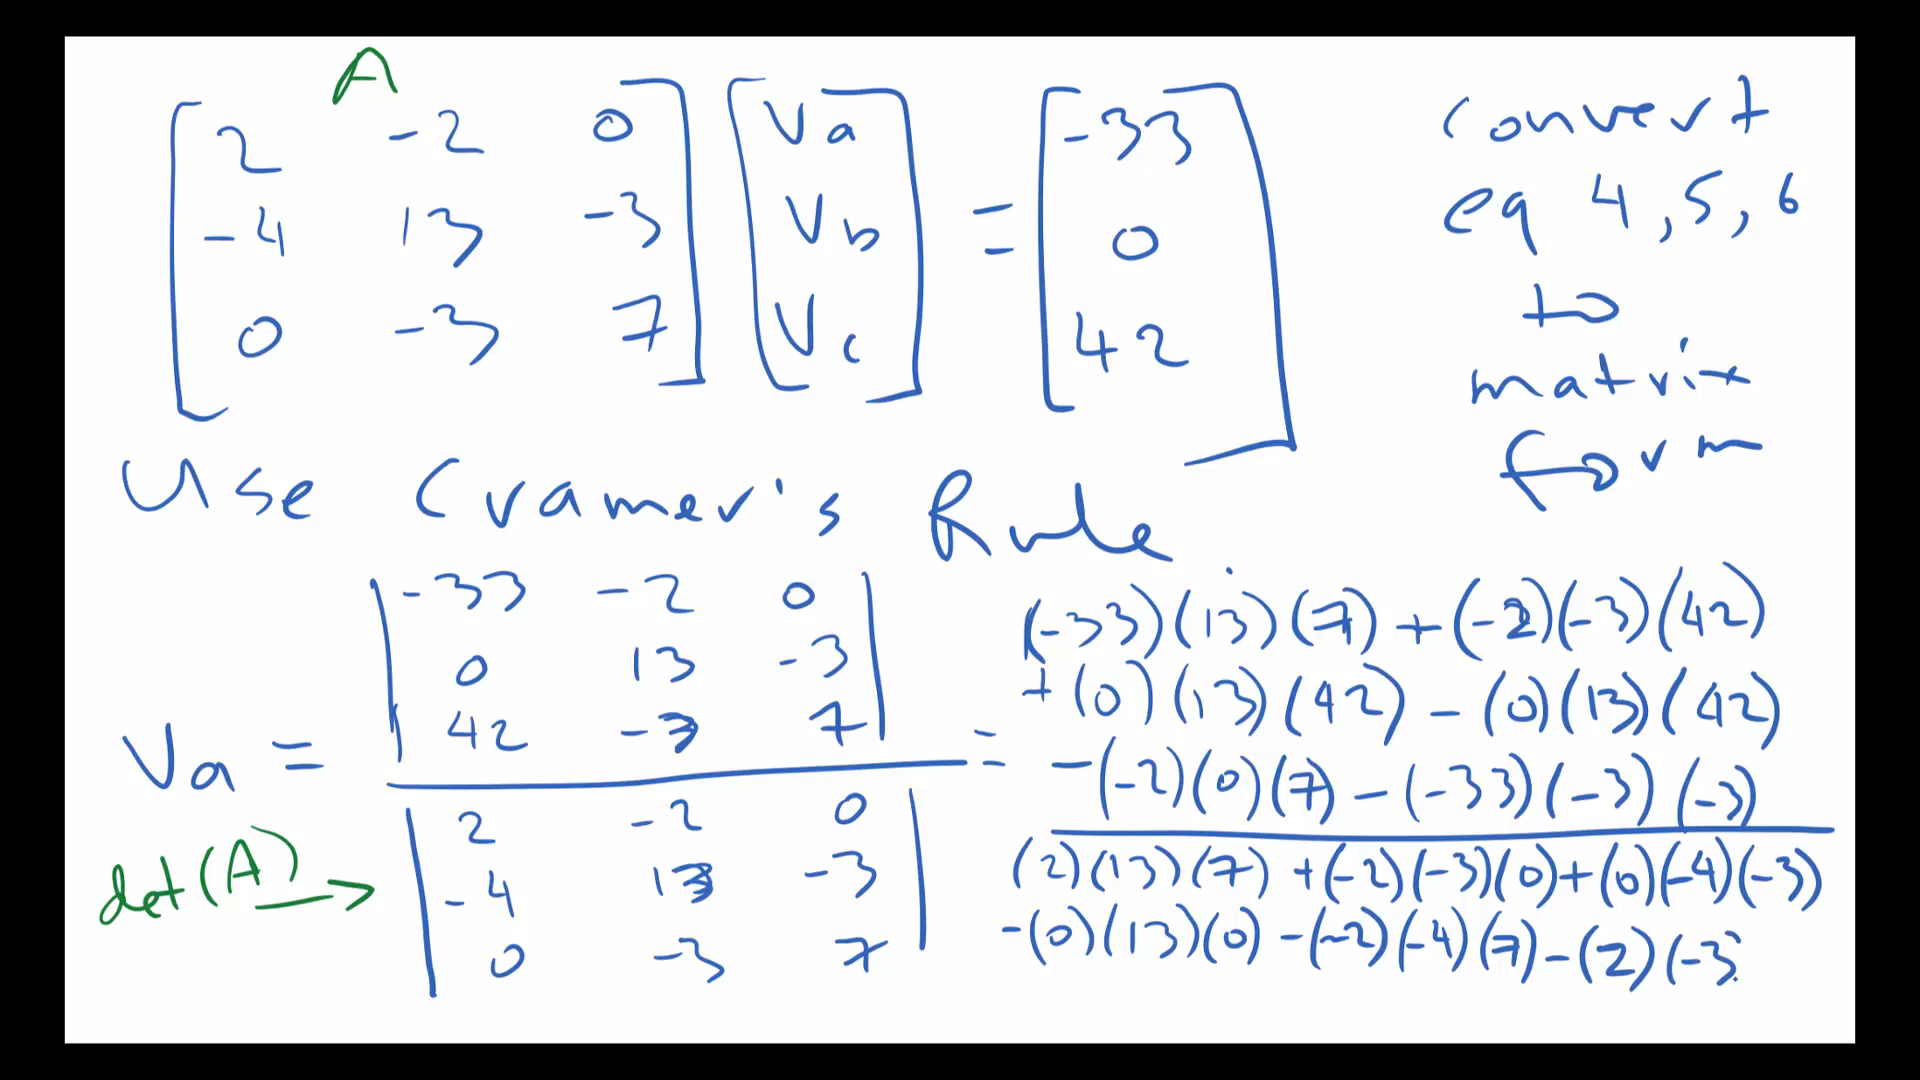 A
2 -2 0 Va -33
-4 13 -3 Vb = 0
0 -3 7 Vc 42
convert
eq 4,5,6
to
matrix
form
Use Cramer's Rule
Va =
-33 -2 0
0 13 -3
42 -3 7
det(A) →
2 -2 0
-4 13 -3
0 -3 7
=
(-33)(13)(7) + (-2)(-3)(42)
+(0)(13)(42) - (0)(13)(42)
-(-2)(0)(7) - (-33)(-3)(-3)
(2)(13)(7) + (-2)(-3)(0) + (0)(-4)(-3)
-(0)(13)(0) - (-2)(-4)(7) - (2)(-3